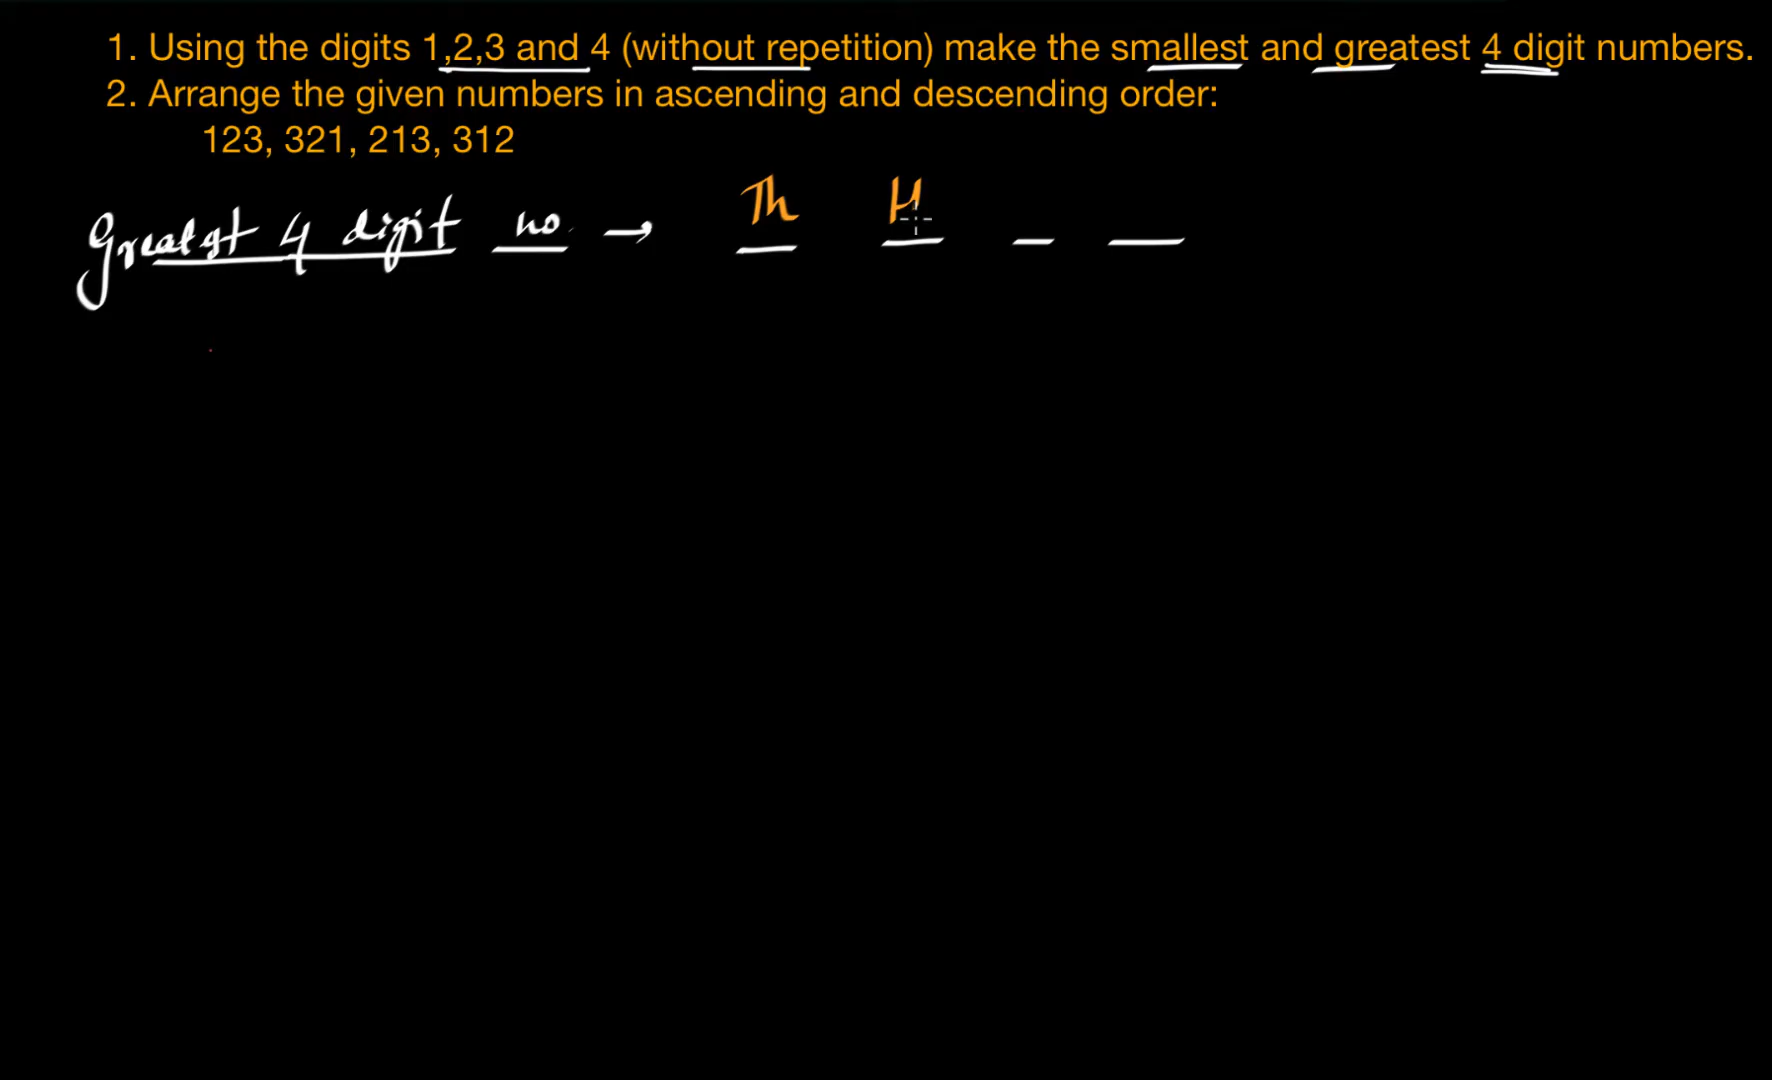 1. Using the digits 1,2,3 and 4 (without repetition) make the smallest and greatest 4 digit numbers.
2. Arrange the given numbers in ascending and descending order:
123, 321, 213, 312
Th H
Greatst 4 digit no. → _ _ _ _